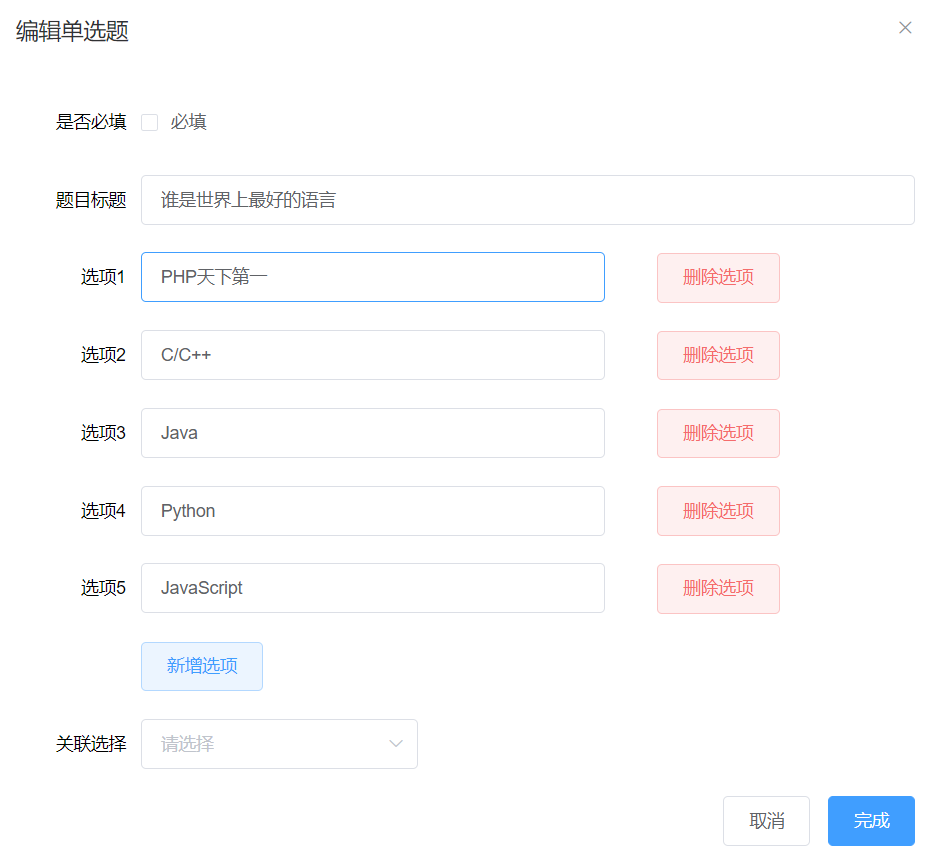 编辑单选题
是否必填 必填
题目标题 谁是世界上最好的语言
选项1 PHP天下第一 删除选项
选项2 C/C++ 删除选项
选项3 Java 删除选项
选项4 Python 删除选项
选项5 JavaScript 删除选项
新增选项
关联选择 请选择
取消 完成